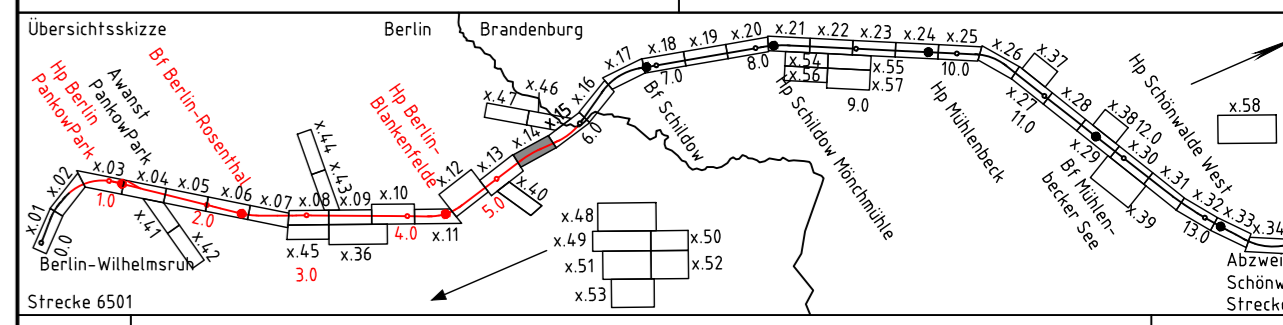 Übersichtsskizze
Berlin
Brandenburg
x.01
x.02
x.03
x.04
x.05
x.06
x.07
x.08
x.09
x.10
x.11
x.12
x.13
x.14
x.15
x.16
x.17
x.18
x.19
x.20
x.21
x.22
x.23
x.24
x.25
x.26
x.27
x.28
x.29
x.30
x.31
x.32
x.33
x.34
x.36
x.37
x.38
x.39
x.40
x.41
x.42
x.43
x.44
x.45
x.46
x.47
x.48
x.49
x.50
x.51
x.52
x.53
x.54
x.55
x.56
x.57
x.58
0.0
1.0
2.0
3.0
4.0
5.0
6.0
7.0
8.0
9.0
10.0
11.0
12.0
13.0
Hp Berlin
PankowPark
Awanst
PankowPark
Bf Berlin-Rosenthal
Hp Berlin-
Blankenfelde
Bf Schildow
Hp Schildow Mönchmühle
Hp Mühlenbeck
Bf Mühlen-
becker See
Hp Schönwalde West
Berlin-Wilhelmsruh
Strecke 6501
Abzwei
Schönw
Strecke